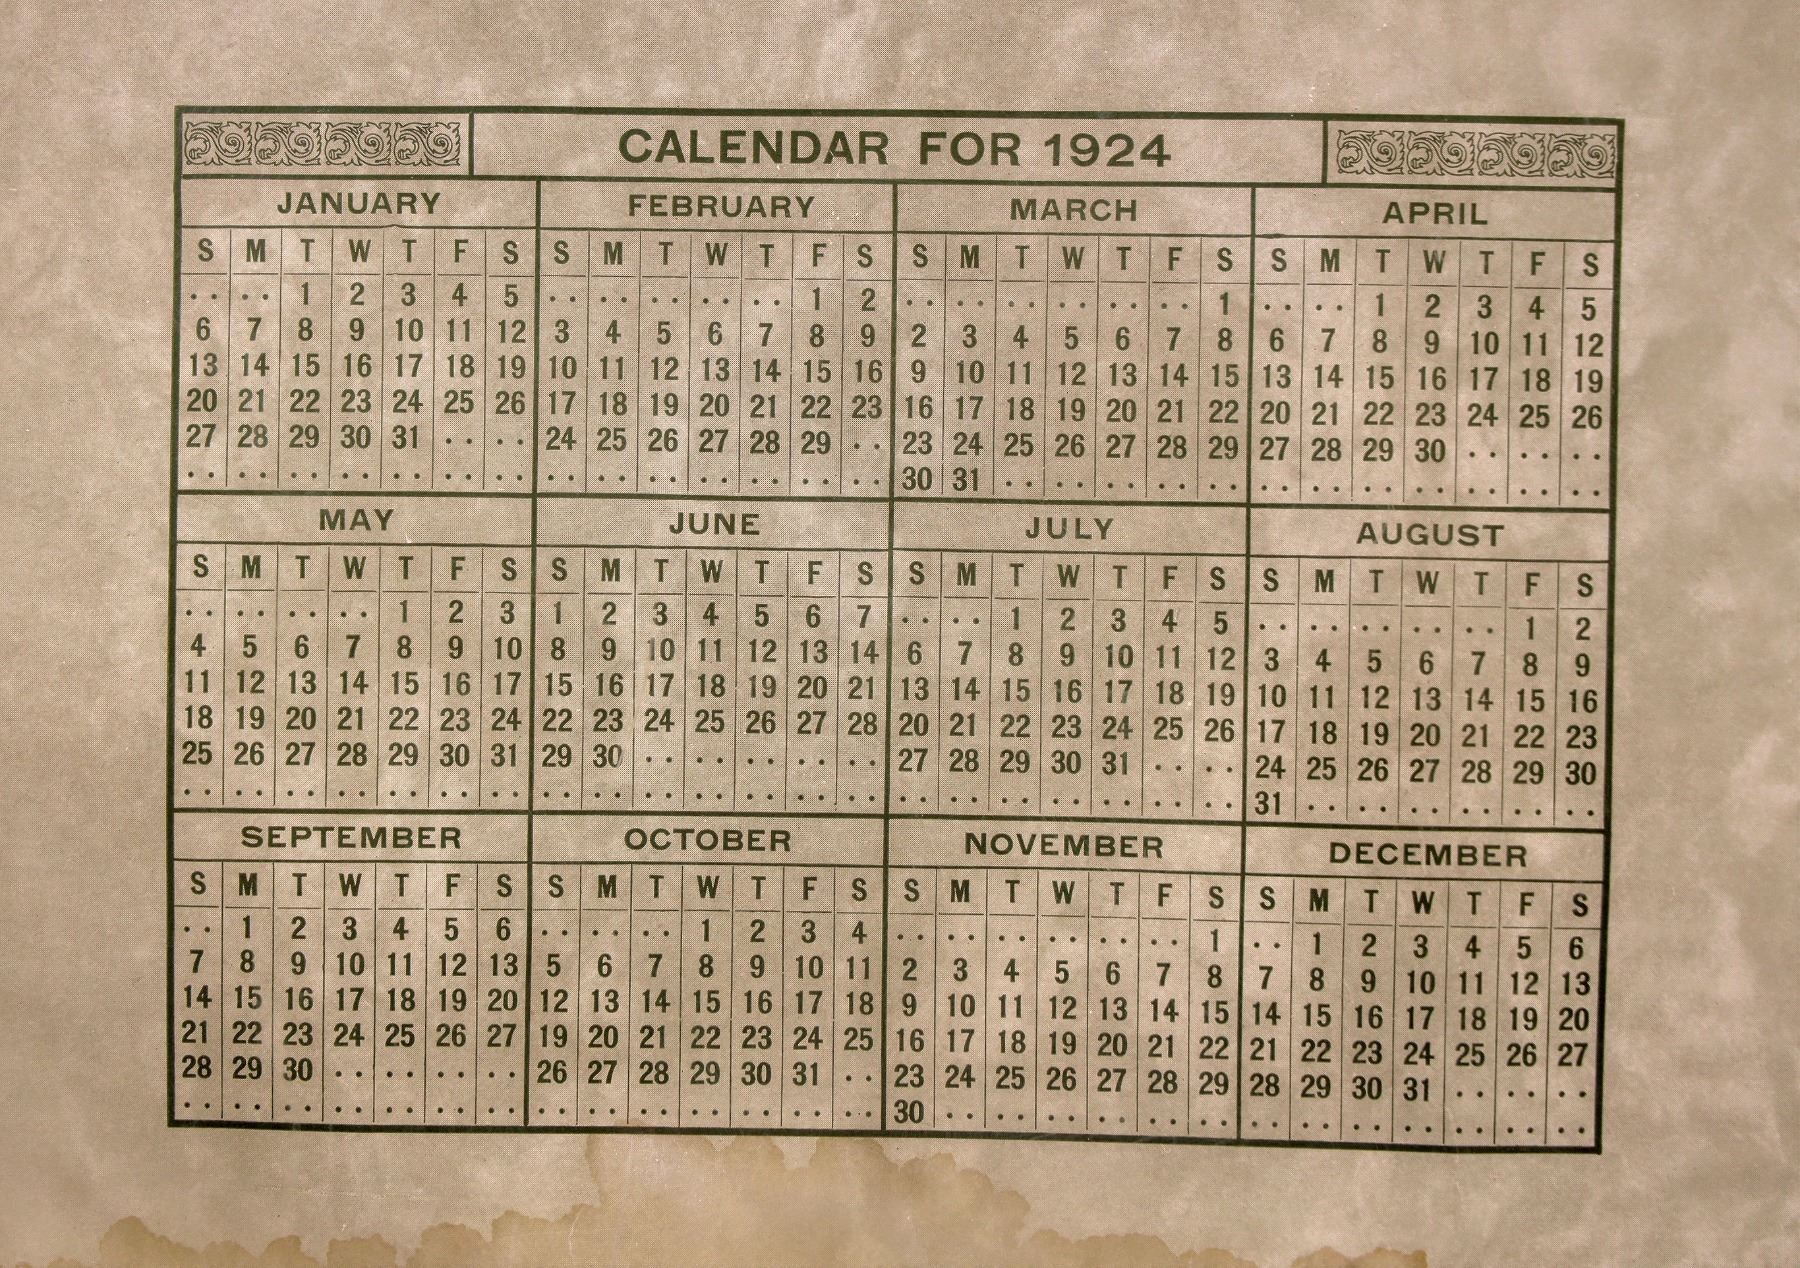 CALENDAR FOR 1924
JANUARY
S M T W T F S
. . . . 1 2 3 4 5
6 7 8 9 10 11 12
13 14 15 16 17 18 19
20 21 22 23 24 25 26
27 28 29 30 31 . . . .
. . . . . . . . . . . . . .
FEBRUARY
S M T W T F S
. . . . . . . . . . 1 2
3 4 5 6 7 8 9
10 11 12 13 14 15 16
17 18 19 20 21 22 23
24 25 26 27 28 29 . .
. . . . . . . . . . . . . .
MARCH
S M T W T F S
. . . . . . . . . . . . 1
2 3 4 5 6 7 8
9 10 11 12 13 14 15
16 17 18 19 20 21 22
23 24 25 26 27 28 29
30 31 . . . . . . . . . .
APRIL
S M T W T F S
. . . . 1 2 3 4 5
6 7 8 9 10 11 12
13 14 15 16 17 18 19
20 21 22 23 24 25 26
27 28 29 30 . . . . . .
. . . . . . . . . . . . . .
MAY
S M T W T F S
. . . . . . . . 1 2 3
4 5 6 7 8 9 10
11 12 13 14 15 16 17
18 19 20 21 22 23 24
25 26 27 28 29 30 31
. . . . . . . . . . . . . .
JUNE
S M T W T F S
1 2 3 4 5 6 7
8 9 10 11 12 13 14
15 16 17 18 19 20 21
22 23 24 25 26 27 28
29 30 . . . . . . . . . .
. . . . . . . . . . . . . .
JULY
S M T W T F S
. . . . 1 2 3 4 5
6 7 8 9 10 11 12
13 14 15 16 17 18 19
20 21 22 23 24 25 26
27 28 29 30 31 . . . .
. . . . . . . . . . . . . .
AUGUST
S M T W T F S
. . . . . . . . . . 1 2
3 4 5 6 7 8 9
10 11 12 13 14 15 16
17 18 19 20 21 22 23
24 25 26 27 28 29 30
31 . . . . . . . . . . . .
SEPTEMBER
S M T W T F S
. . 1 2 3 4 5 6
7 8 9 10 11 12 13
14 15 16 17 18 19 20
21 22 23 24 25 26 27
28 29 30 . . . . . . . .
. . . . . . . . . . . . . .
OCTOBER
S M T W T F S
. . . . . . 1 2 3 4
5 6 7 8 9 10 11
12 13 14 15 16 17 18
19 20 21 22 23 24 25
26 27 28 29 30 31 . .
. . . . . . . . . . . . . .
NOVEMBER
S M T W T F S
. . . . . . . . . . . . 1
2 3 4 5 6 7 8
9 10 11 12 13 14 15
16 17 18 19 20 21 22
23 24 25 26 27 28 29
30 . . . . . . . . . . . .
DECEMBER
S M T W T F S
. . 1 2 3 4 5 6
7 8 9 10 11 12 13
14 15 16 17 18 19 20
21 22 23 24 25 26 27
28 29 30 31 . . . . . .
. . . . . . . . . . . . . .